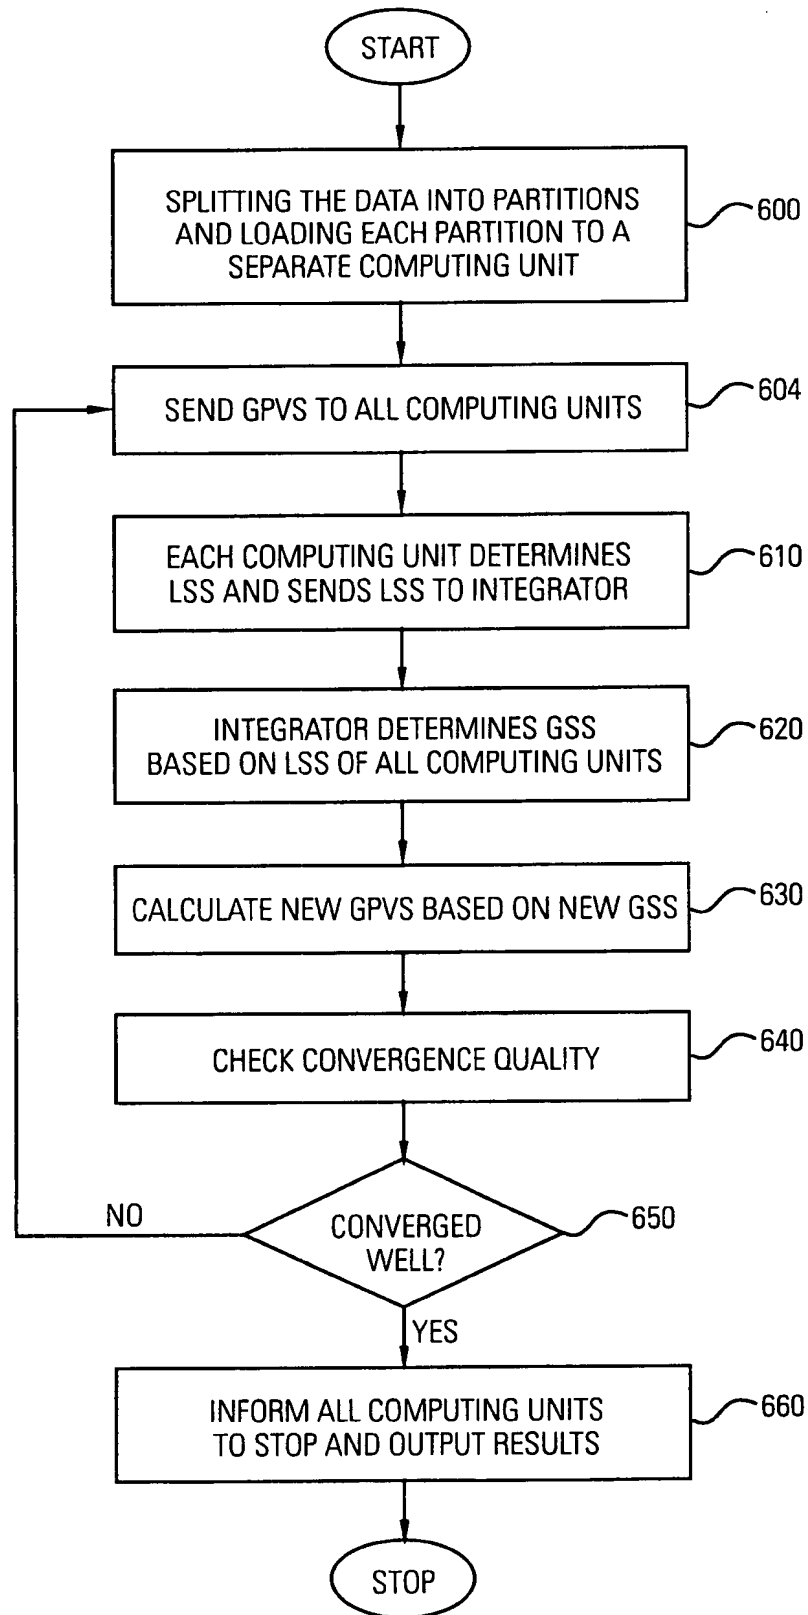 START
SPLITTING THE DATA INTO PARTITIONS
AND LOADING EACH PARTITION TO A
SEPARATE COMPUTING UNIT
600
SEND GPVS TO ALL COMPUTING UNITS
604
EACH COMPUTING UNIT DETERMINES
LSS AND SENDS LSS TO INTEGRATOR
610
INTEGRATOR DETERMINES GSS
BASED ON LSS OF ALL COMPUTING UNITS
620
CALCULATE NEW GPVS BASED ON NEW GSS
630
CHECK CONVERGENCE QUALITY
640
NO
CONVERGED
WELL?
650
YES
INFORM ALL COMPUTING UNITS
TO STOP AND OUTPUT RESULTS
660
STOP